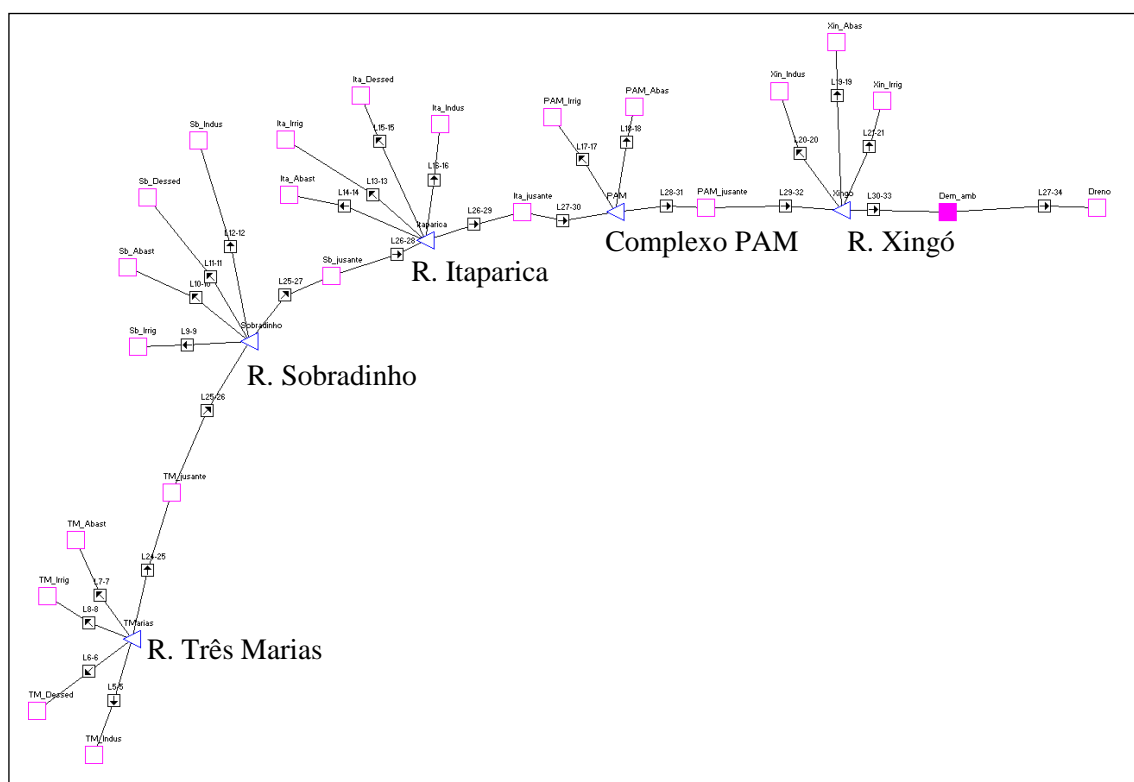 Xin_Abas
Ita_Dessed
Xin_Indus
Xin_Irrig
PAM_Irrig
PAM_Abas
L19-19
Ita_Indus
Sb_Indus
Ita_Irrig
L15-15
L18-18
L20-20
L21-21
L17-17
L16-16
Sb_Dessed
Ita_Abast
L13-13
L14-14
PAM
Xingó
L28-31
PAM_jusante
L29-32
L30-33
Dem_amb
L27-34
Dreno
Ita_jusante
L26-29
L27-30
Itaparica
L12-12
Complexo PAM
R. Xingó
L26-28
Sb_Abast
L11-11
Sb_jusante
R. Itaparica
L10-10
L25-27
Sobradinho
Sb_Irrig
L9-9
R. Sobradinho
L25-26
TM_jusante
TM_Abast
L24-25
TM_Irrig
L7-7
L8-8
TMarias
R. Três Marias
L6-6
TM_Dessed
L5-5
TM_Indus